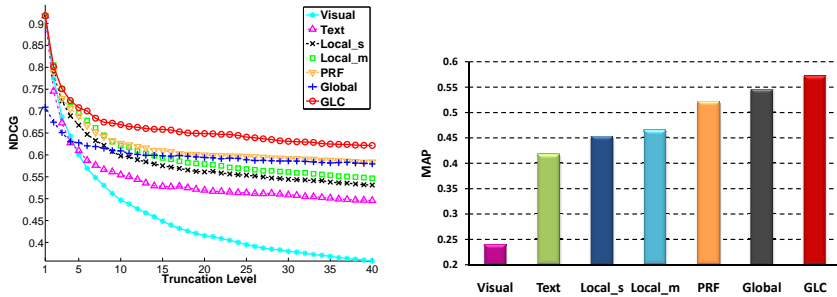 0.9
0.85
0.8
0.75
0.7
0.65
0.6
0.55
0.5
0.45
0.4
NDCG
1
5
10
15
20
25
30
35
40
Truncation Level
Visual
Text
Local_s
Local_m
PRF
Global
GLC
0.6
0.55
0.5
0.45
0.4
0.35
0.3
0.25
0.2
MAP
Visual
Text
Local_s
Local_m
PRF
Global
GLC